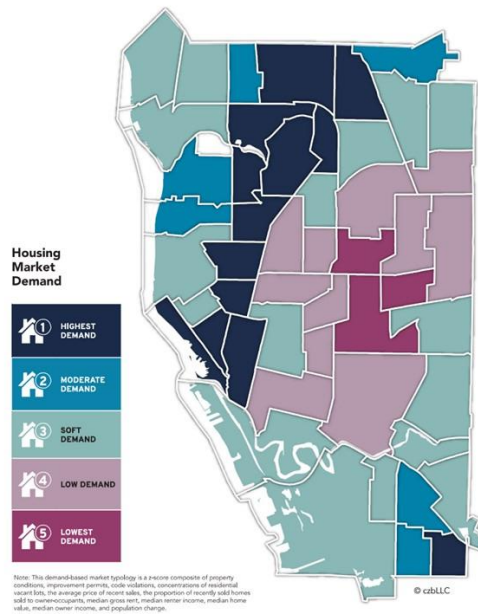 Housing
Market
Demand
1 HIGHEST
DEMAND
2 MODERATE
DEMAND
3 SOFT
DEMAND
4 LOW DEMAND
5 LOWEST
DEMAND
Note: This demand-based market typology is a z-score composite of property
conditions, improvement permits, code violations, concentrations of residential
vacant lots, the average price of recent sales, the proportion of recently sold homes
sold to owner-occupants, median gross rent, median renter income, median home
value, median owner income, and population change.
© czbLLC